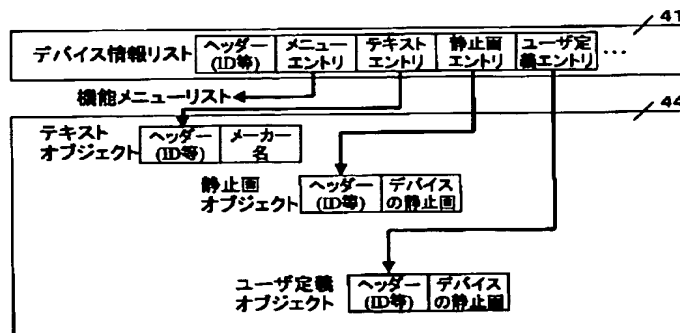 41
デバイス情報リスト
ヘッダー
(ID等)
メニュー
エントリ
テキスト
エントリ
静止画
エントリ
ユーザ定
義エントリ
...
機能メニューリスト
44
テキスト
オブジェクト
ヘッダー
(ID等)
メーカー
名
静止画
オブジェクト
ヘッダー
(ID等)
デバイス
の静止画
ユーザ定義
オブジェクト
ヘッダー
(ID等)
デバイス
の静止画